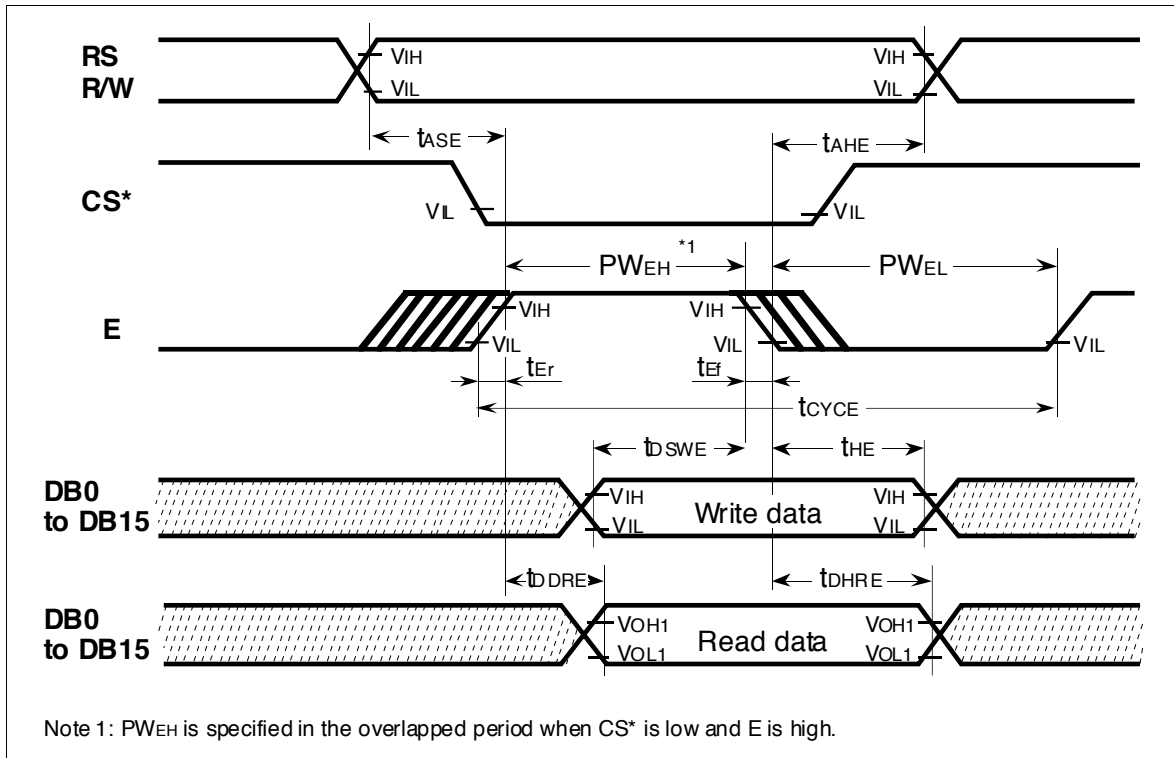 RS
R/W
VIH
VIL
VIH
VIL
tASE
tAHE
CS*
VIL
VIL
PWEH *1
PWEL
E
VIH
VIL
VIH
VIL
VIL
tEr
tEf
tCYCE
tDSWE
tHE
DB0
to DB15
VIH
VIL
Write data
VIH
VIL
tDDRE
tDHRE
DB0
to DB15
VOH1
VOL1
Read data
VOH1
VOL1
Note 1: PWEH is specified in the overlapped period when CS* is low and E is high.